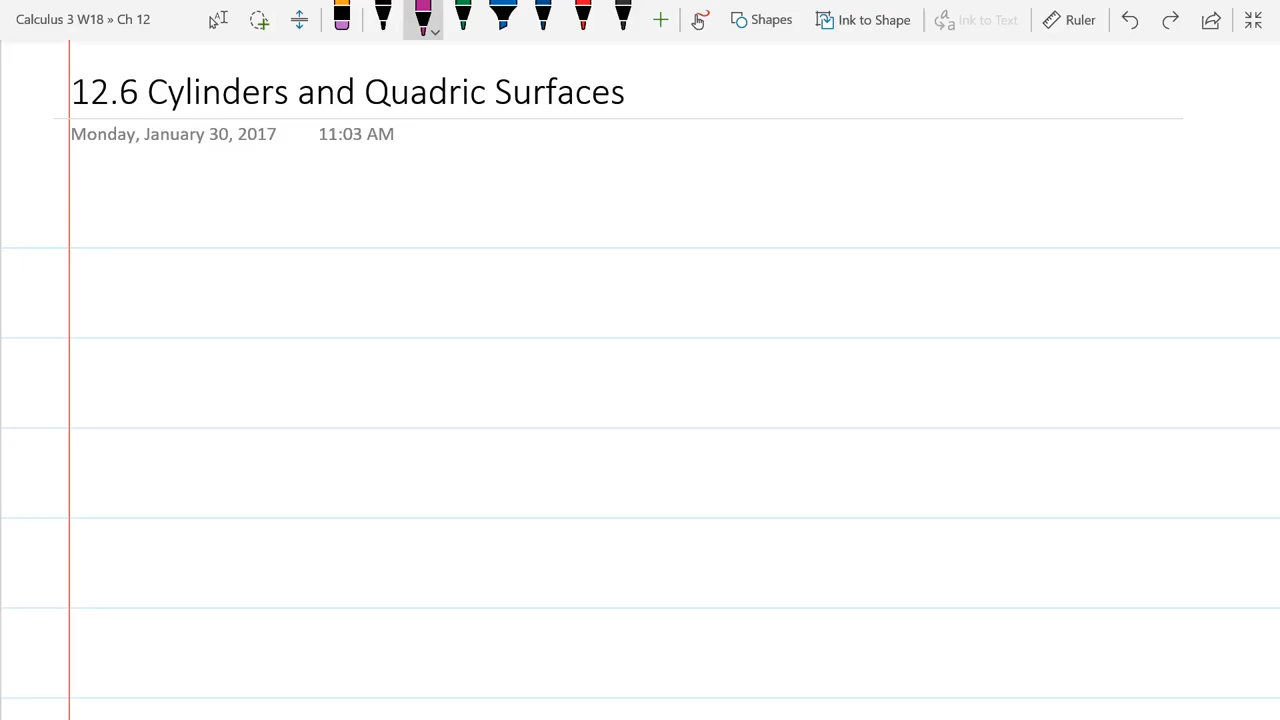 Calculus 3 W18 » Ch 12
Shapes
Ink to Shape
Ink to Text
Ruler
12.6 Cylinders and Quadric Surfaces
Monday, January 30, 2017 11:03 AM